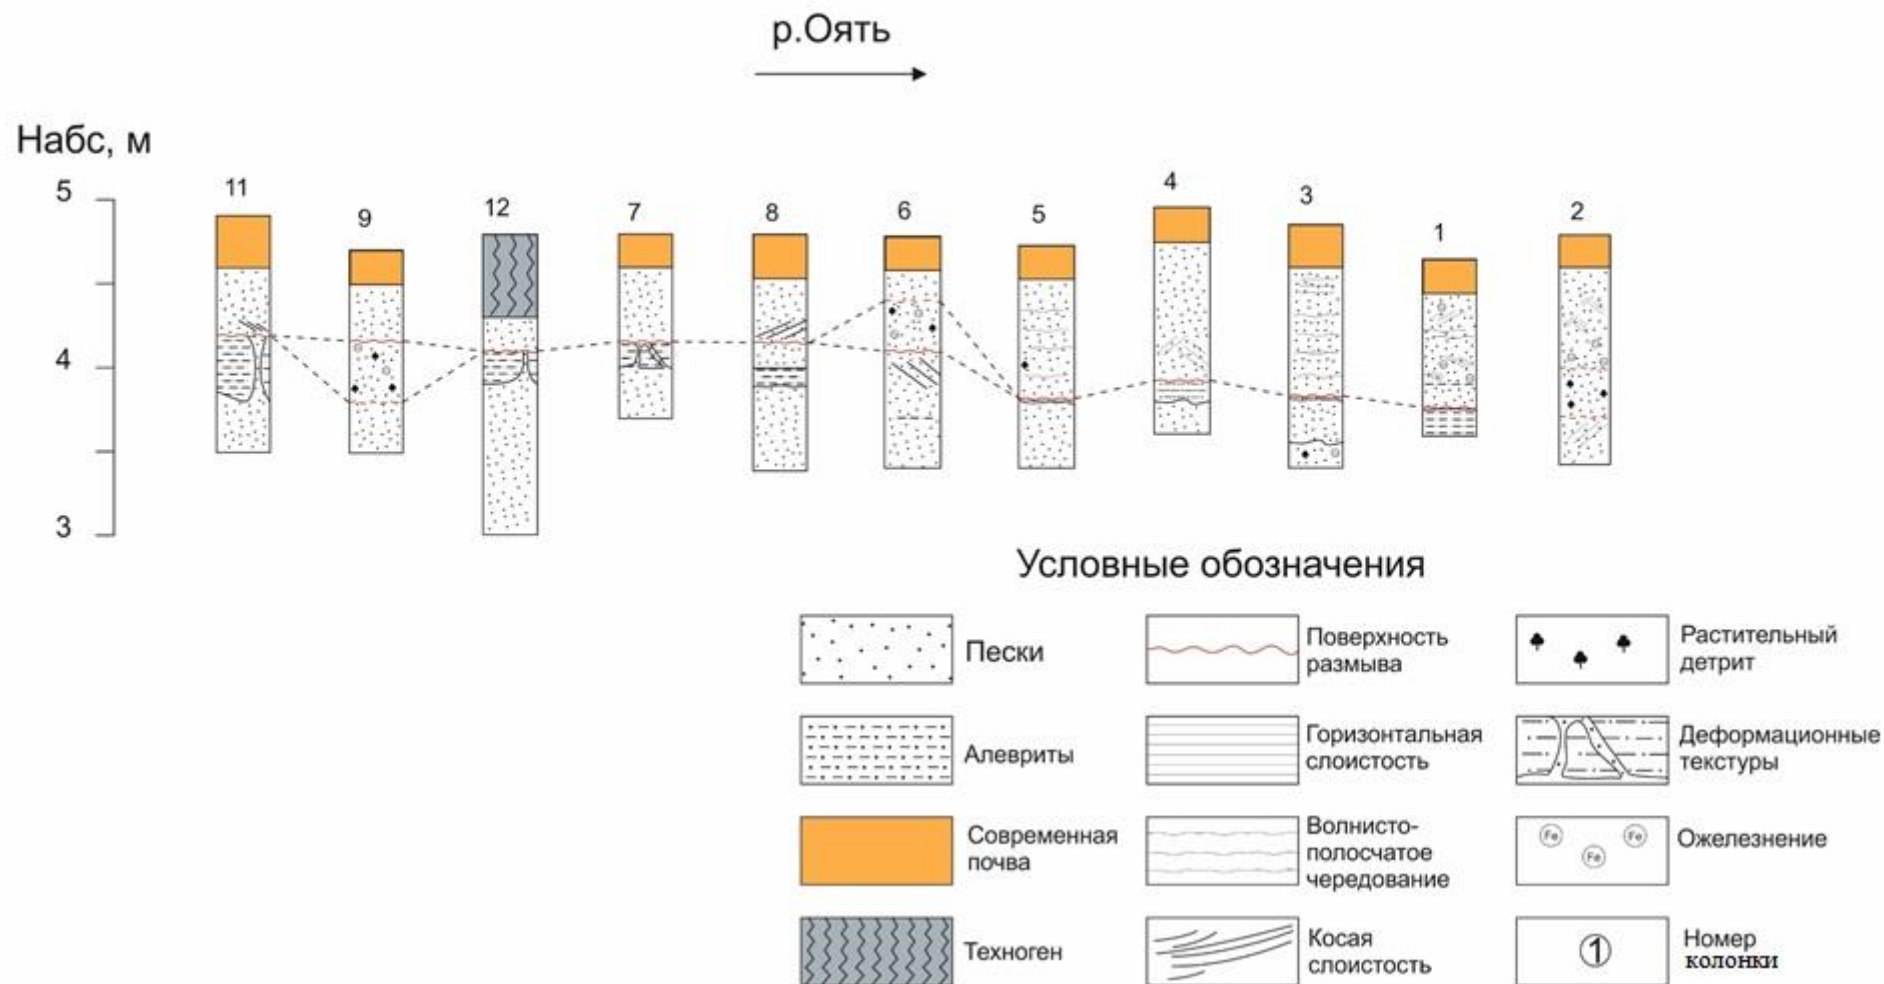 р.Оять
Набс, м
5
4
3
11
9
12
7
8
6
5
4
3
1
2
Условные обозначения
Пески
Поверхность
размыва
Растительный
детрит
Алевриты
Горизонтальная
слоистость
Деформационные
текстуры
Современная
почва
Волнисто-
полосчатое
чередование
Fe
Fe
Fe
Ожелезнение
Техноген
Косая
слоистость
1
Номер
колонки